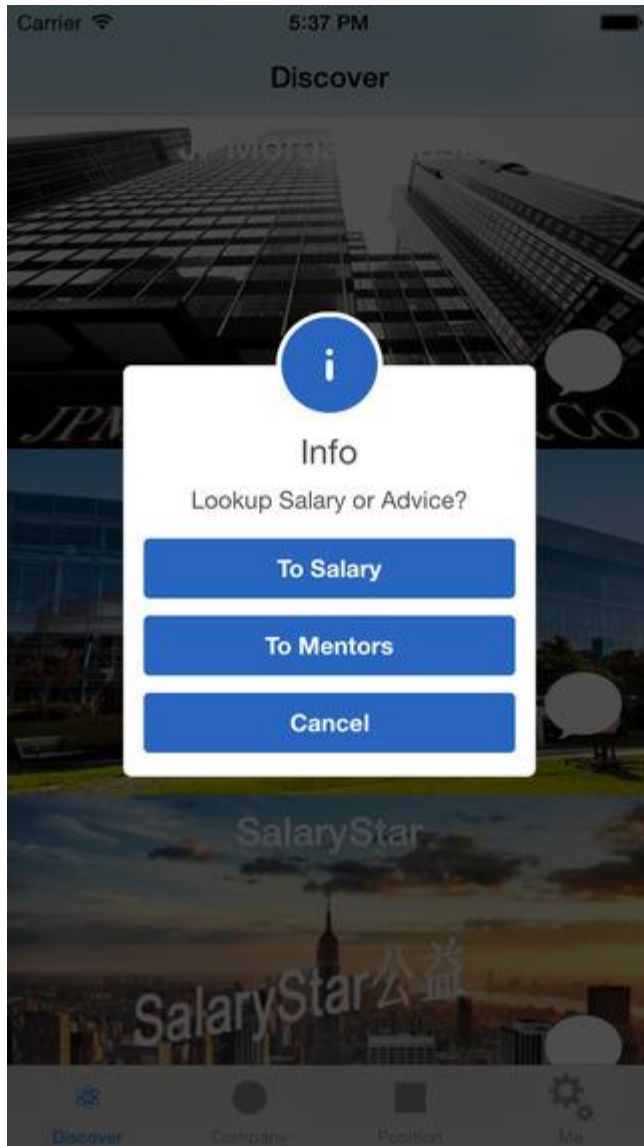 Carrier 5:37 PM
Discover
i
Info
Lookup Salary or Advice?
To Salary
To Mentors
Cancel
SalaryStar
SalaryStar公益
Discover Company Position Me